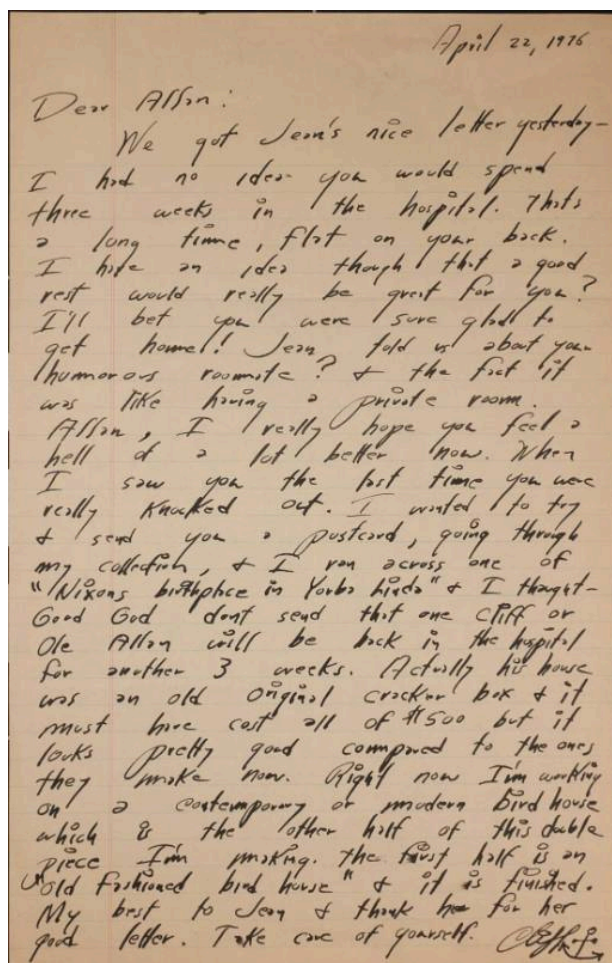 April 22, 1976
Dear Allan:
We got Jean's nice letter yesterday-
I had no idea you would spend
three weeks in the hospital. Thats
a long time, flat on your back.
I have an idea though that a good
rest would really be great for you?
I'll bet you were sure glad to
get home! Jean told us about your
humorous roommate? & the fact it
was like having a private room.
Allan, I really hope you feel a
hell of a lot better now. When
I saw you the last time you were
really knocked out. I wanted to try
& send you a postcard, going through
my collection, & I ran across one of
"Nixons birthplace in Yorba Linda" & I thought-
Good God dont send that one Cliff or
Ole Allan will be back in the hospital
for another 3 weeks. Actually his house
was an old original cracker box & it
must have cost all of $500 but it
looks pretty good compared to the ones
they make now. Right now I'm working
on a contemporary or modern bird house
which is the other half of this double
piece I'm making. the first half is an
"old fashioned bird house" & it is finished.
My best to Jean & thank her for her
good letter. Take care of yourself. Cliff